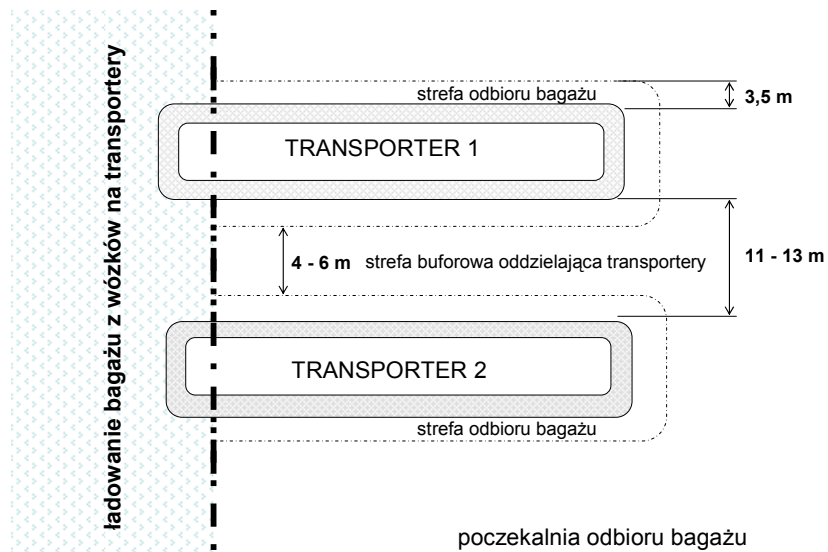 ładowanie bagażu z wózków na transportery
strefa odbioru bagażu
3,5 m
TRANSPORTER 1
4 - 6 m
strefa buforowa oddzielająca transportery
11 - 13 m
TRANSPORTER 2
strefa odbioru bagażu
poczekalnia odbioru bagażu